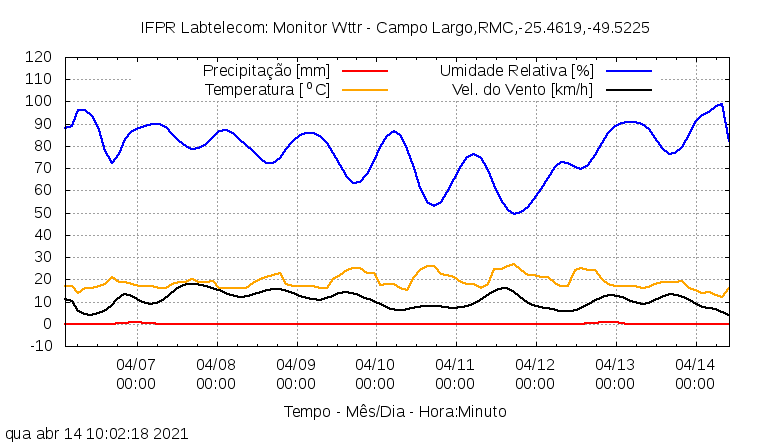 IFPR Labtelecom: Monitor Wttr - Campo Largo,RMC,-25.4619,-49.5225
120
110
100
90
80
70
60
50
40
30
20
10
0
-10
Precipitação [mm]
Temperatura [⁰C]
Umidade Relativa [%]
Vel. do Vento [km/h]
04/07 04/08 04/09 04/10 04/11 04/12 04/13 04/14
00:00 00:00 00:00 00:00 00:00 00:00 00:00 00:00
Tempo - Mês/Dia - Hora:Minuto
qua abr 14 10:02:18 2021